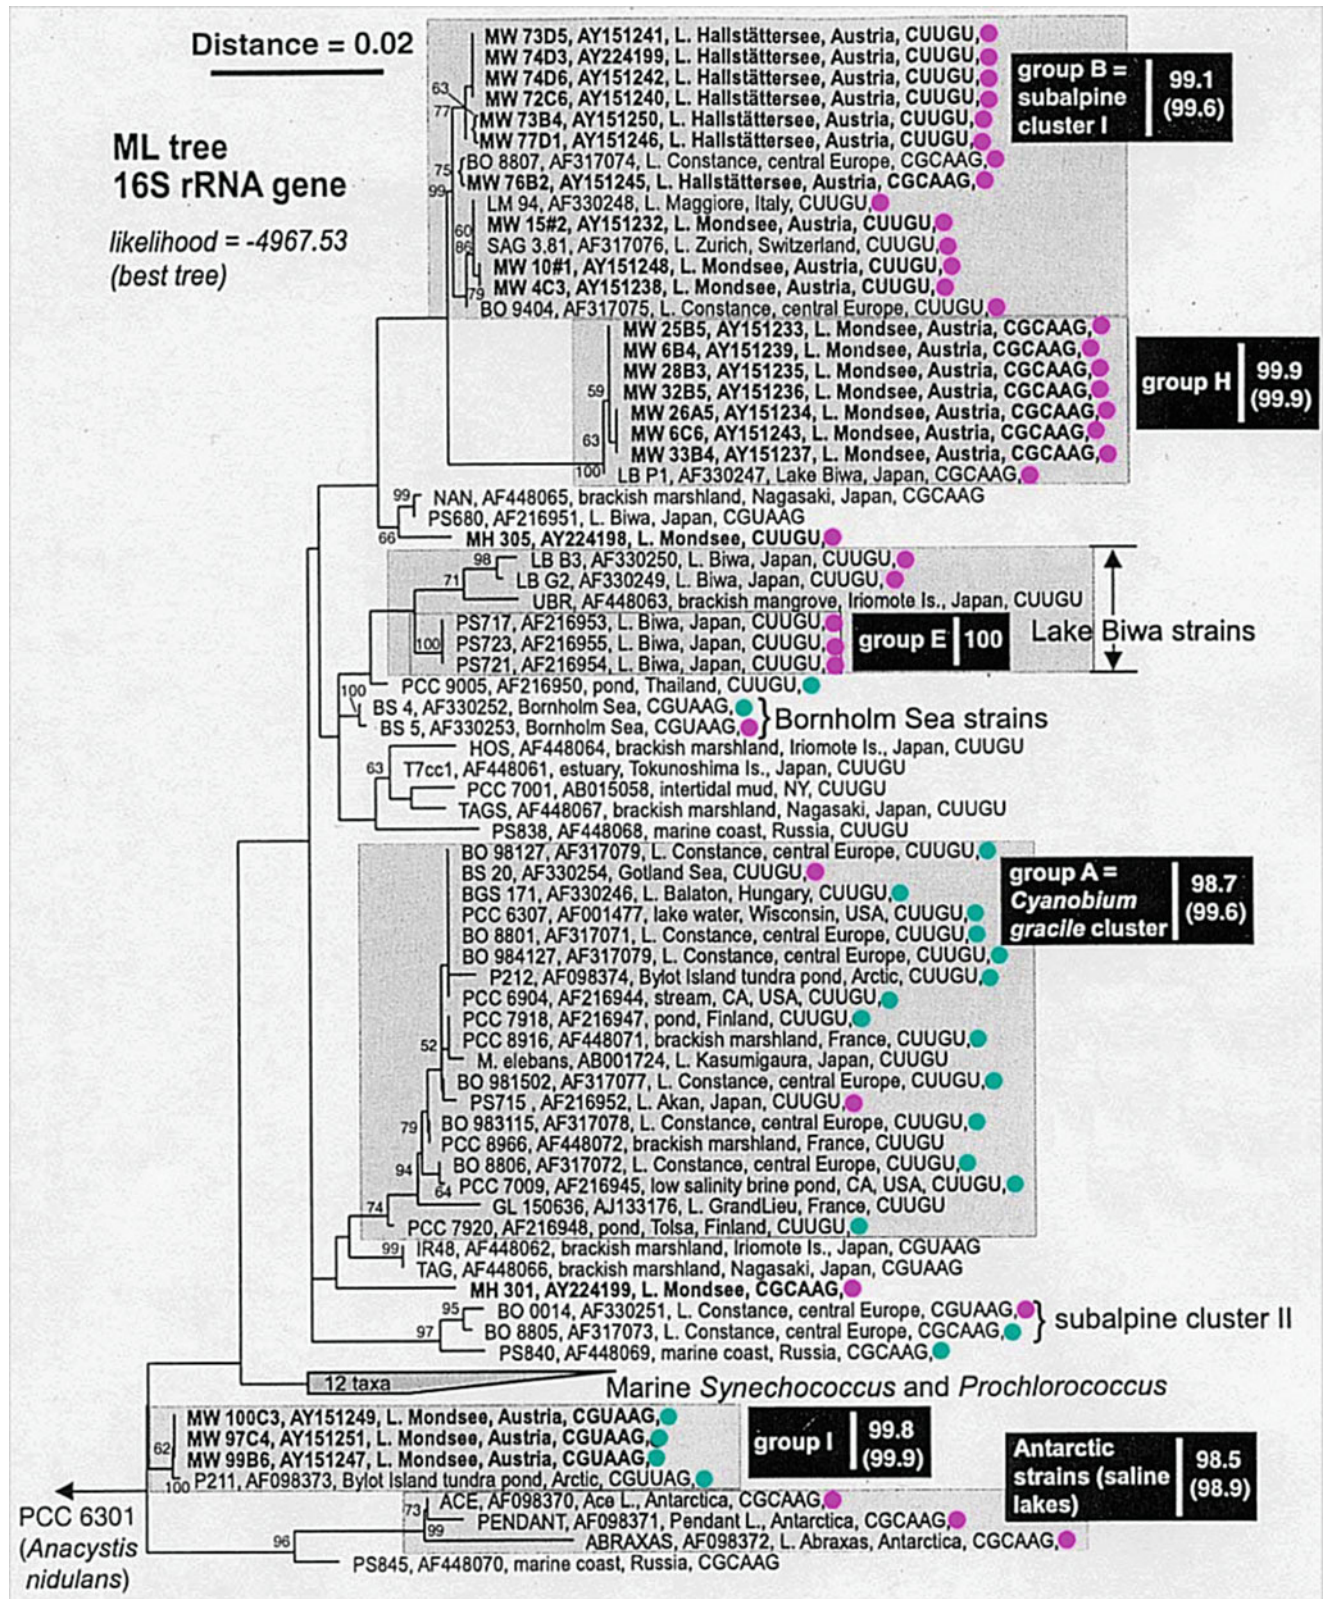 Distance = 0.02
ML tree
16S rRNA gene
likelihood = -4967.53
(best tree)
MW 73D5, AY151241, L. Hallstättersee, Austria, CUUGU,
MW 74D3, AY224199, L. Hallstättersee, Austria, CUUGU,
MW 74D6, AY151242, L. Hallstättersee, Austria, CUUGU,
MW 72C6, AY151240, L. Hallstättersee, Austria, CUUGU,
MW 73B4, AY151250, L. Hallstättersee, Austria, CUUGU,
MW 77D1, AY151246, L. Hallstättersee, Austria, CUUGU,
BO 8807, AF317074, L. Constance, central Europe, CGCAAG,
MW 76B2, AY151245, L. Hallstättersee, Austria, CGCAAG,
LM 94, AF330248, L. Maggiore, Italy, CUUGU,
MW 15#2, AY151232, L. Mondsee, Austria, CUUGU,
SAG 3.81, AF317076, L. Zurich, Switzerland, CUUGU,
MW 10#1, AY151248, L. Mondsee, Austria, CUUGU,
MW 4C3, AY151238, L. Mondsee, Austria, CUUGU,
BO 9404, AF317075, L. Constance, central Europe, CUUGU,
63
77
75
99
60
86
79
group B =
subalpine
cluster I
99.1
(99.6)
MW 25B5, AY151233, L. Mondsee, Austria, CGCAAG,
MW 6B4, AY151239, L. Mondsee, Austria, CGCAAG,
MW 28B3, AY151235, L. Mondsee, Austria, CGCAAG,
MW 32B5, AY151236, L. Mondsee, Austria, CGCAAG,
MW 26A5, AY151234, L. Mondsee, Austria, CGCAAG,
MW 6C6, AY151243, L. Mondsee, Austria, CGCAAG,
MW 33B4, AY151237, L. Mondsee, Austria, CGCAAG,
LB P1, AF330247, Lake Biwa, Japan, CGCAAG,
59
63
100
group H
99.9
(99.9)
NAN, AF448065, brackish marshland, Nagasaki, Japan, CGCAAG
PS680, AF216951, L. Biwa, Japan, CGUAAG
MH 305, AY224198, L. Mondsee, CUUGU,
99
66
LB B3, AF330250, L. Biwa, Japan, CUUGU,
LB G2, AF330249, L. Biwa, Japan, CUUGU,
UBR, AF448063, brackish mangrove, Iriomote Is., Japan, CUUGU
PS717, AF216953, L. Biwa, Japan, CUUGU,
PS723, AF216955, L. Biwa, Japan, CUUGU,
PS721, AF216954, L. Biwa, Japan, CUUGU,
98
71
100
group E
100
Lake Biwa strains
PCC 9005, AF216950, pond, Thailand, CUUGU,
BS 4, AF330252, Bornholm Sea, CGUAAG,
BS 5, AF330253, Bornholm Sea, CGUAAG,
100
Bornholm Sea strains
HOS, AF448064, brackish marshland, Iriomote Is., Japan, CUUGU
T7cc1, AF448061, estuary, Tokunoshima Is., Japan, CUUGU
PCC 7001, AB015058, intertidal mud, NY, CUUGU
TAGS, AF448067, brackish marshland, Nagasaki, Japan, CUUGU
PS838, AF448068, marine coast, Russia, CUUGU
63
BO 98127, AF317079, L. Constance, central Europe, CUUGU,
BS 20, AF330254, Gotland Sea, CUUGU,
BGS 171, AF330246, L. Balaton, Hungary, CUUGU,
PCC 6307, AF001477, lake water, Wisconsin, USA, CUUGU,
BO 8801, AF317071, L. Constance, central Europe, CUUGU,
BO 984127, AF317079, L. Constance, central Europe, CUUGU,
P212, AF098374, Bylot Island tundra pond, Arctic, CUUGU,
PCC 6904, AF216944, stream, CA, USA, CUUGU,
PCC 7918, AF216947, pond, Finland, CUUGU,
PCC 8916, AF448071, brackish marshland, France, CUUGU,
M. elebans, AB001724, L. Kasumigaura, Japan, CUUGU
BO 981502, AF317077, L. Constance, central Europe, CUUGU,
PS715 , AF216952, L. Akan, Japan, CUUGU,
BO 983115, AF317078, L. Constance, central Europe, CUUGU,
PCC 8966, AF448072, brackish marshland, France, CUUGU
BO 8806, AF317072, L. Constance, central Europe, CUUGU,
PCC 7009, AF216945, low salinity brine pond, CA, USA, CUUGU,
GL 150636, AJ133176, L. GrandLieu, France, CUUGU
PCC 7920, AF216948, pond, Tolsa, Finland, CUUGU,
52
79
94
64
74
group A =
Cyanobium
gracile cluster
98.7
(99.6)
IR48, AF448062, brackish marshland, Iriomote Is., Japan, CGUAAG
TAG, AF448066, brackish marshland, Nagasaki, Japan, CGUAAG
MH 301, AY224199, L. Mondsee, CGCAAG,
99
BO 0014, AF330251, L. Constance, central Europe, CGUAAG,
BO 8805, AF317073, L. Constance, central Europe, CGCAAG,
PS840, AF448069, marine coast, Russia, CGCAAG,
95
97
subalpine cluster II
12 taxa
Marine Synechococcus and Prochlorococcus
MW 100C3, AY151249, L. Mondsee, Austria, CGUAAG,
MW 97C4, AY151251, L. Mondsee, Austria, CGUAAG,
MW 99B6, AY151247, L. Mondsee, Austria, CGUAAG,
P211, AF098373, Bylot Island tundra pond, Arctic, CGUUAG,
62
100
group I
99.8
(99.9)
ACE, AF098370, Ace L., Antarctica, CGCAAG,
PENDANT, AF098371, Pendant L., Antarctica, CGCAAG,
ABRAXAS, AF098372, L. Abraxas, Antarctica, CGCAAG,
PS845, AF448070, marine coast, Russia, CGCAAG
73
99
96
Antarctic
strains (saline
lakes)
98.5
(98.9)
PCC 6301
(Anacystis
nidulans)